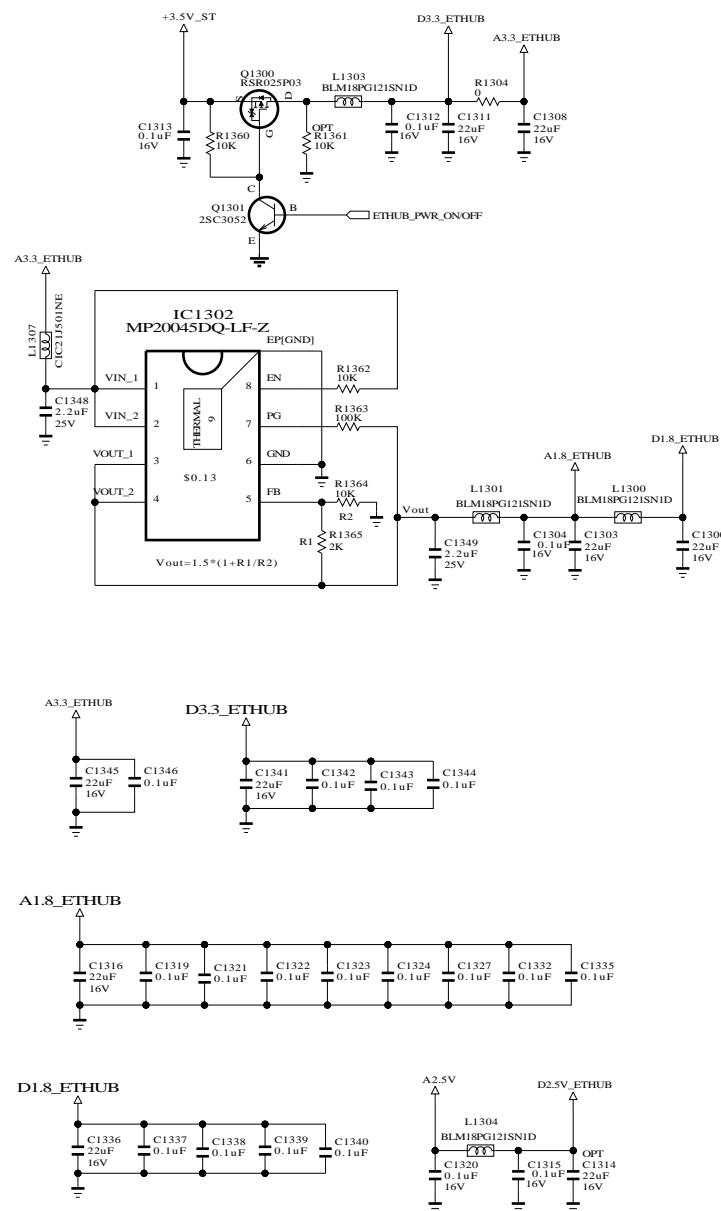 +3.5V_ST
D3.3_ETHUB
A3.3_ETHUB
Q1300
RSR025P03
S
D
G
L1303
BLM18PG121SN1D
R1304
0
C1313
0.1uF
16V
R1360
10K
OPT
R1361
10K
C1312
0.1uF
16V
C1311
22uF
16V
C1308
22uF
16V
C
Q1301
2SC3052
B
E
ETHUB_PWR_ON/OFF
A3.3_ETHUB
L1307
CIC21J501NE
IC1302
MP20045DQ-LF-Z
EP[GND]
VIN_1
1
8
EN
R1362
10K
C1348
2.2uF
25V
VIN_2
2
THERMAL
9
7
PG
R1363
100K
VOUT_1
3
6
GND
$0.13
VOUT_2
4
5
FB
R1364
10K
R2
R1
R1365
2K
Vout=1.5*(1+R1/R2)
Vout
A1.8_ETHUB
D1.8_ETHUB
L1301
BLM18PG121SN1D
L1300
BLM18PG121SN1D
C1349
2.2uF
25V
C1304
0.1uF
16V
C1303
22uF
16V
22uF
16V
A3.3_ETHUB
C1345
22uF
16V
C1346
0.1uF
D3.3_ETHUB
C1341
22uF
16V
C1342
0.1uF
C1343
0.1uF
C1344
0.1uF
A1.8_ETHUB
C1316
22uF
16V
C1319
0.1uF
C1321
0.1uF
C1322
0.1uF
C1323
0.1uF
C1324
0.1uF
C1327
0.1uF
C1332
0.1uF
C1335
0.1uF
D1.8_ETHUB
C1336
22uF
16V
C1337
0.1uF
C1338
0.1uF
C1339
0.1uF
C1340
0.1uF
A2.5V
D2.5V_ETHUB
L1304
BLM18PG121SN1D
C1320
0.1uF
16V
C1315
0.1uF
16V
OPT
C1314
22uF
16V